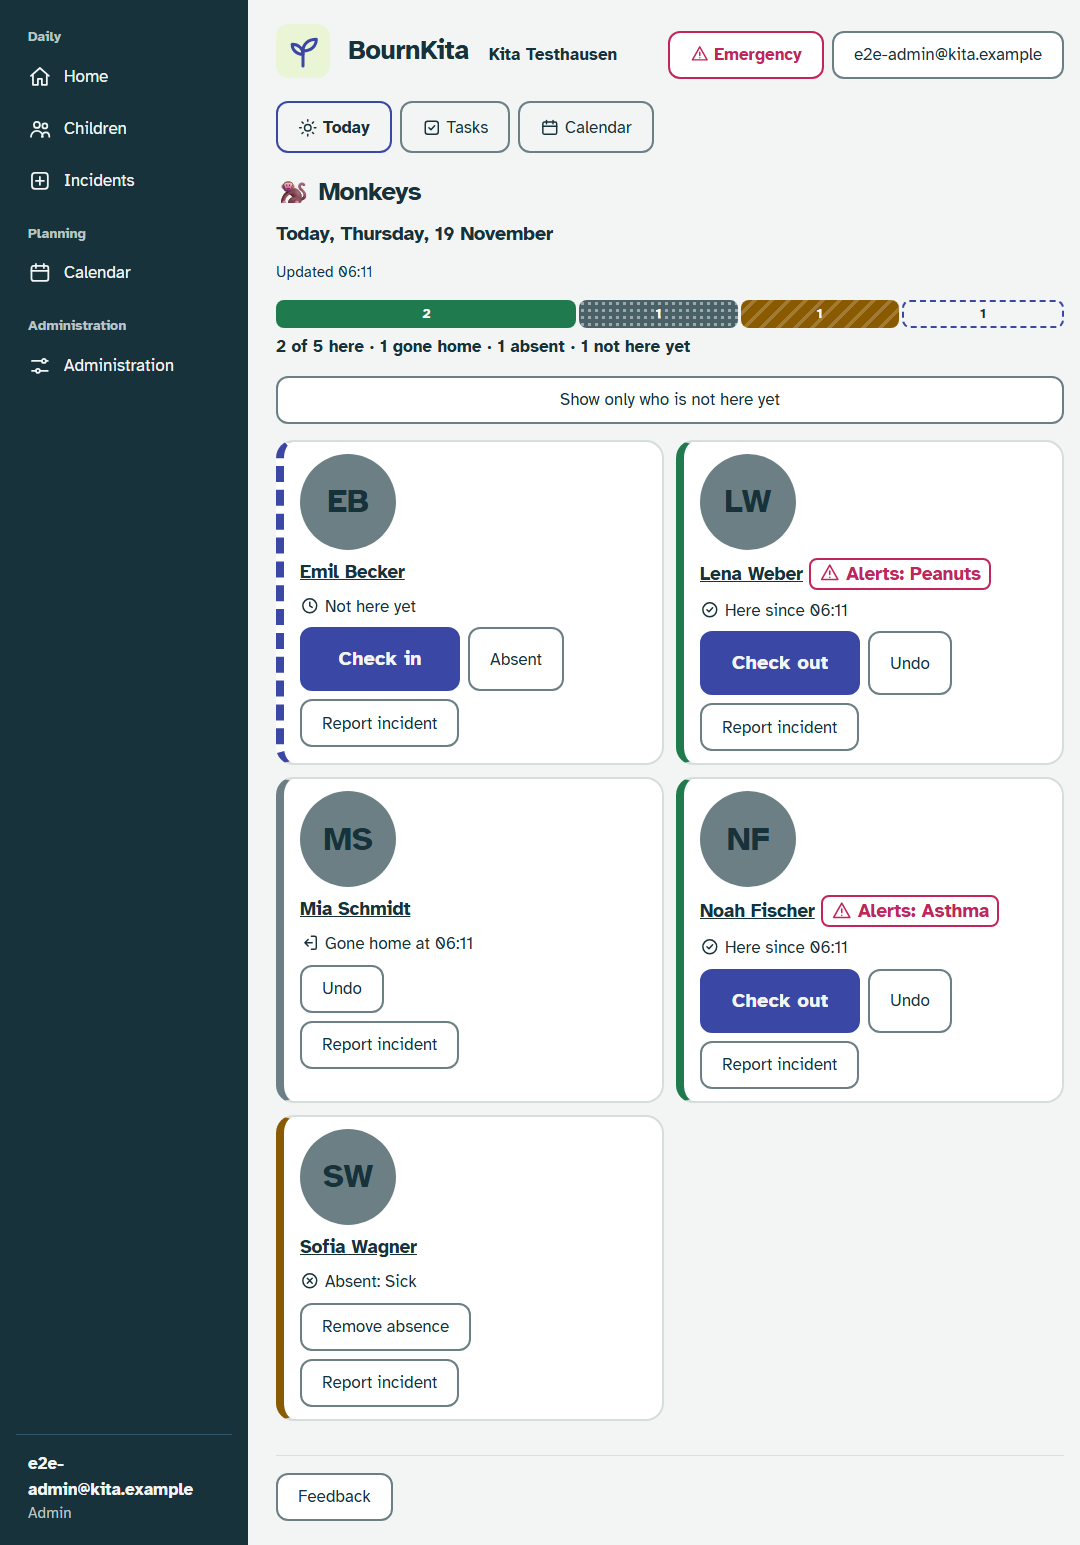 Daily
Home
Children
Incidents
Planning
Calendar
Administration
Administration
e2e-
admin@kita.example
Admin
BournKita
Kita Testhausen
Emergency
e2e-admin@kita.example
Today
Tasks
Calendar
Monkeys
Today, Thursday, 19 November
Updated 06:11
2
1
1
1
2 of 5 here · 1 gone home · 1 absent · 1 not here yet
Show only who is not here yet
EB
Emil Becker
Not here yet
Check in
Absent
Report incident
LW
Lena Weber
Alerts: Peanuts
Here since 06:11
Check out
Undo
Report incident
MS
Mia Schmidt
Gone home at 06:11
Undo
Report incident
NF
Noah Fischer
Alerts: Asthma
Here since 06:11
Check out
Undo
Report incident
SW
Sofia Wagner
Absent: Sick
Remove absence
Report incident
Feedback